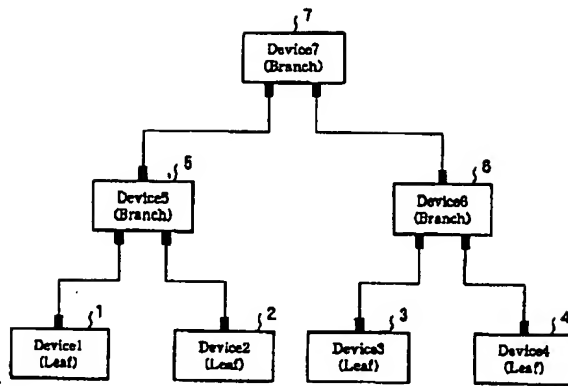 7
Device7
(Branch)
5
Device5
(Branch)
6
Device6
(Branch)
1
Device1
(Leaf)
2
Device2
(Leaf)
3
Device3
(Leaf)
4
Device4
(Leaf)